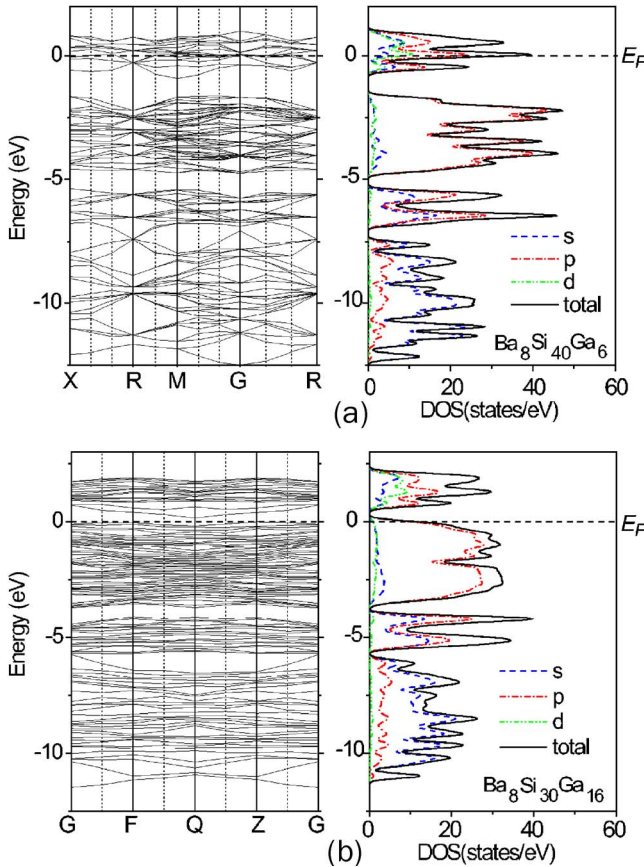 0
-5
-10
Energy (eV)
X R M G R
E_F
s
p
d
total
Ba8Si40Ga6
0 20 40 60
DOS(states/eV)
(a)
0
-5
-10
Energy (eV)
G F Q Z G
E_F
s
p
d
total
Ba8Si30Ga16
0 20 40 60
DOS(states/eV)
(b)
0
-5
-10
0
-5
-10